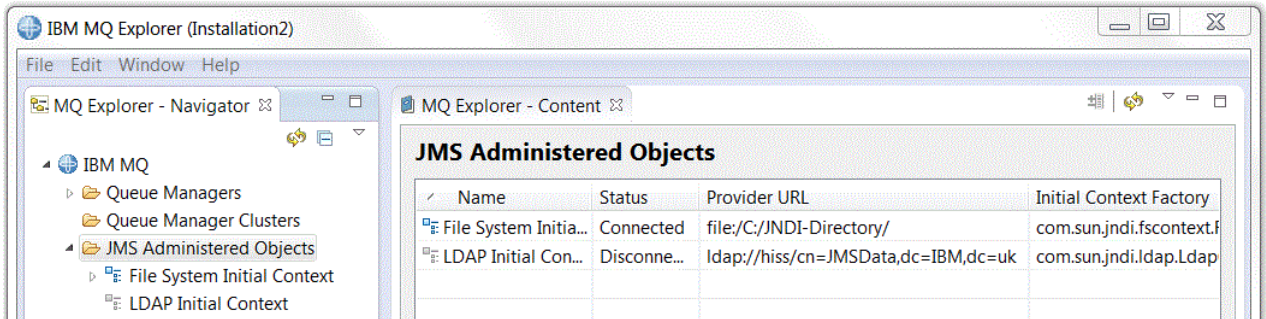 IBM MQ Explorer (Installation2)
File Edit Window Help
MQ Explorer - Navigator
IBM MQ
Queue Managers
Queue Manager Clusters
JMS Administered Objects
File System Initial Context
LDAP Initial Context
MQ Explorer - Content
JMS Administered Objects
Name Status Provider URL Initial Context Factory
File System Initia... Connected file:/C:/JNDI-Directory/ com.sun.jndi.fscontext.
LDAP Initial Con... Disconne... ldap://hiss/cn=JMSData,dc=IBM,dc=uk com.sun.jndi.ldap.Ldap